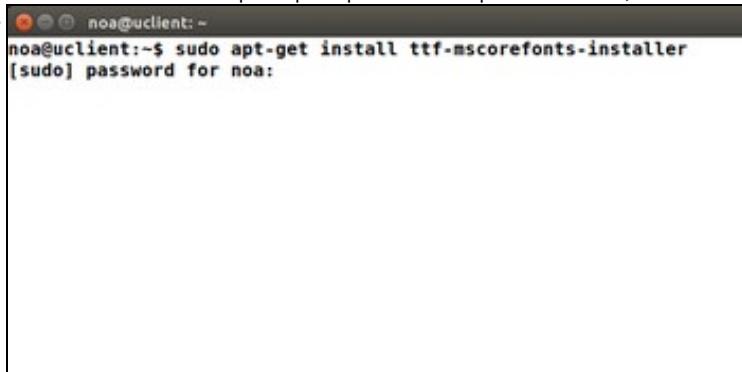 noa@uclient: ~
noa@uclient:~$ sudo apt-get install ttf-mscorefonts-installer
[sudo] password for noa: